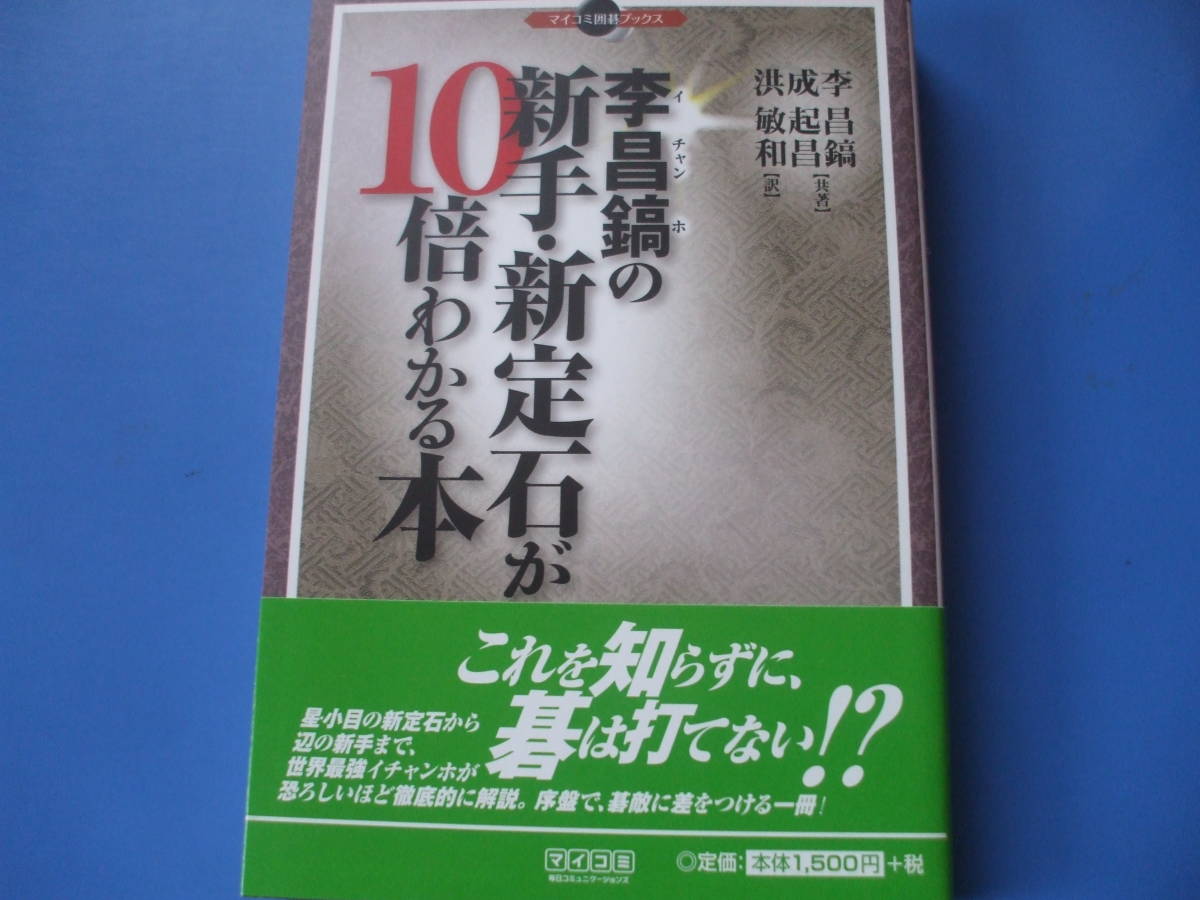 マイコミ囲碁ブックス
李昌鎬
成起昌【共著】
洪敏和【訳】
李昌鎬の
イチャンホ
新手・新定石が
10倍わかる本
これを知らずに、
碁は打てない!?
星・小目の新定石から
辺の新手まで、
世界最強イチャンホが
恐ろしいほど徹底的に解説。序盤で、碁敵に差をつける一冊!
マイコミ
毎日コミュニケーションズ
◎定価:本体1,500円+税